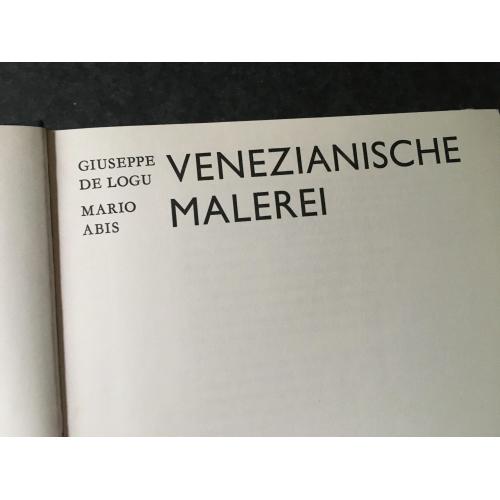 GIUSEPPE
DE LOGU
MARIO
ABIS
VENEZIANISCHE
MALEREI